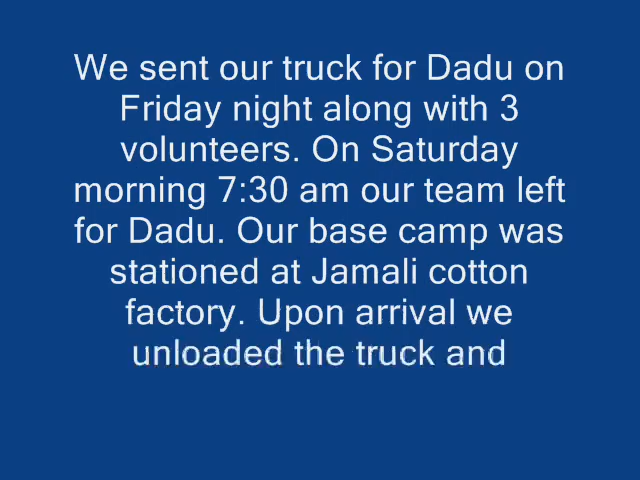 We sent our truck for Dadu on
Friday night along with 3
volunteers. On Saturday
morning 7:30 am our team left
for Dadu. Our base camp was
stationed at Jamali cotton
factory. Upon arrival we
unloaded the truck and